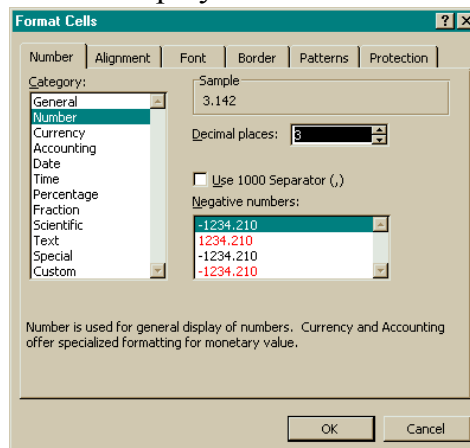 Format Cells
Number Alignment Font Border Patterns Protection
Category:
General
Number
Currency
Accounting
Date
Time
Percentage
Fraction
Scientific
Text
Special
Custom
Sample
3.142
Decimal places: 3
Use 1000 Separator (,)
Negative numbers:
-1234.210
1234.210
-1234.210
-1234.210
Number is used for general display of numbers. Currency and Accounting
offer specialized formatting for monetary value.
OK Cancel